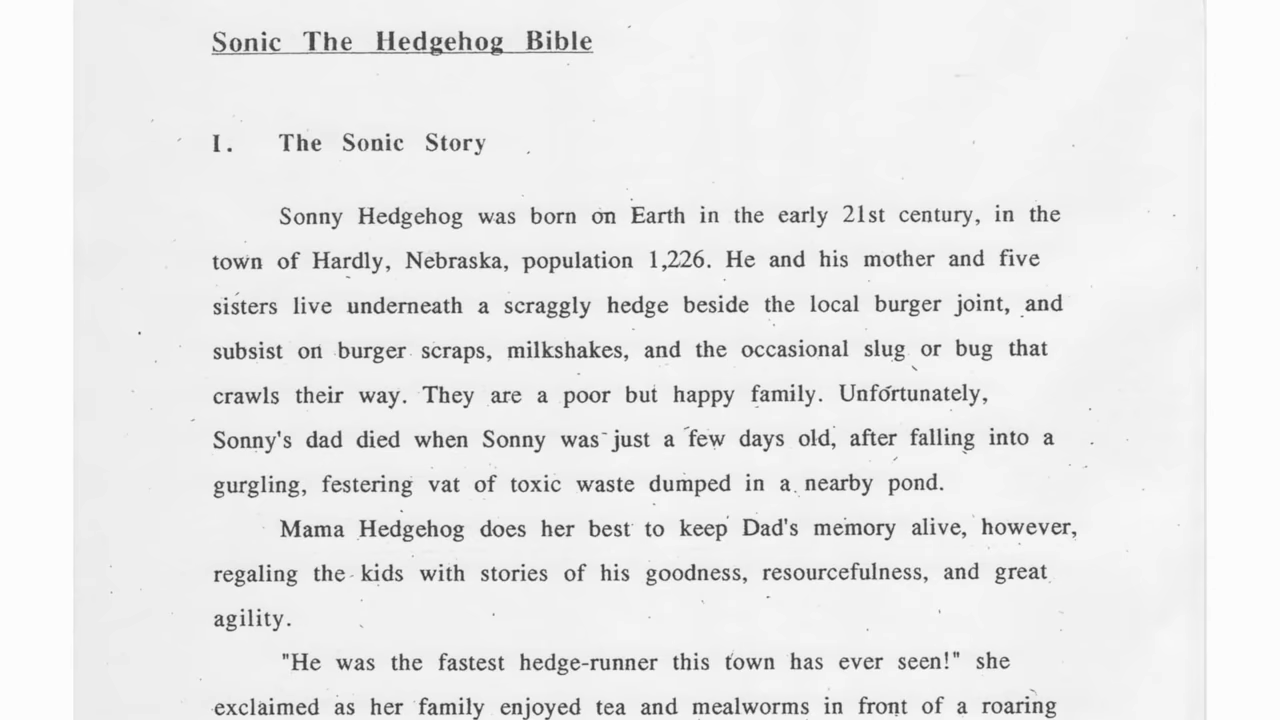 Sonic The Hedgehog Bible
I. The Sonic Story
Sonny Hedgehog was born on Earth in the early 21st century, in the
town of Hardly, Nebraska, population 1,226. He and his mother and five
sisters live underneath a scraggly hedge beside the local burger joint, and
subsist on burger scraps, milkshakes, and the occasional slug or bug that
crawls their way. They are a poor but happy family. Unfortunately,
Sonny's dad died when Sonny was just a few days old, after falling into a
gurgling, festering vat of toxic waste dumped in a nearby pond.
Mama Hedgehog does her best to keep Dad's memory alive, however,
regaling the kids with stories of his goodness, resourcefulness, and great
agility.
"He was the fastest hedge-runner this town has ever seen!" she
exclaimed as her family enjoyed tea and mealworms in front of a roaring